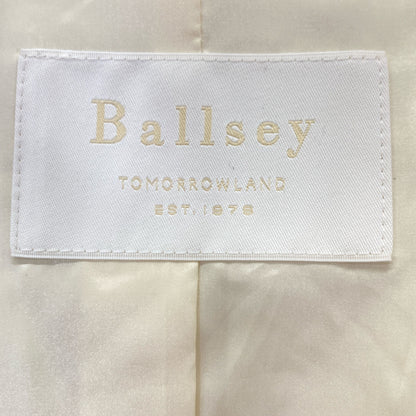 Ballsey
TOMORROWLAND
EST. 1978